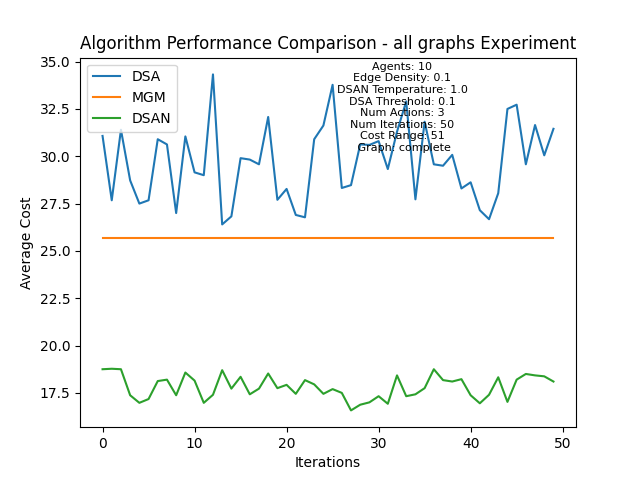 Algorithm Performance Comparison - all graphs Experiment
DSA
MGM
DSAN
Agents: 10
Edge Density: 0.1
DSAN Temperature: 1.0
DSA Threshold: 0.1
Num Actions: 3
Num Iterations: 50
Cost Range: 51
Graph: complete
35.0
32.5
30.0
27.5
25.0
22.5
20.0
17.5
Average Cost
0
10
20
30
40
50
Iterations